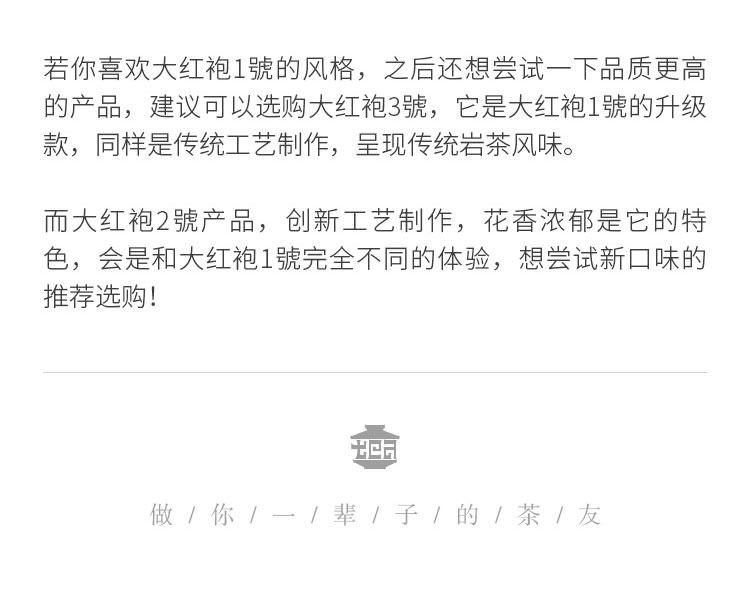 若你喜欢大红袍1號的风格，之后还想尝试一下品质更高
的产品，建议可以选购大红袍3號，它是大红袍1號的升级
款，同样是传统工艺制作，呈现传统岩茶风味。
而大红袍2號产品，创新工艺制作，花香浓郁是它的特
色，会是和大红袍1號完全不同的体验，想尝试新口味的
推荐选购！
做/你/一/辈/子/的/茶/友